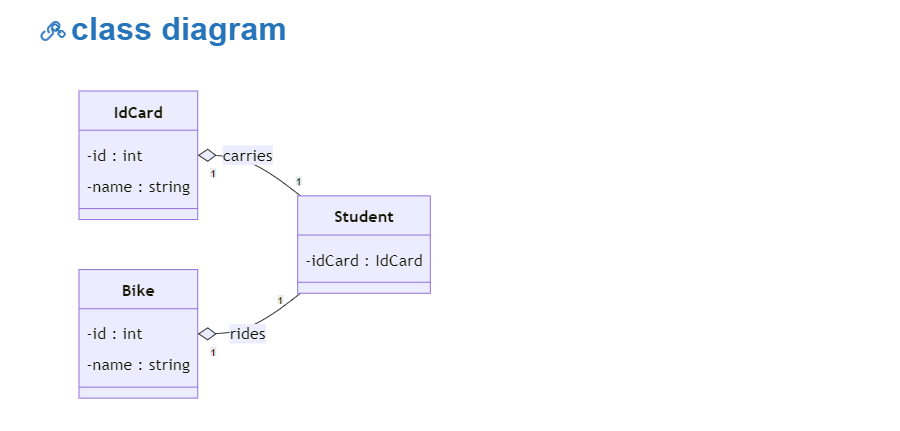 class diagram
IdCard
-id : int
-name : string
carries
1
1
Student
-idCard : IdCard
Bike
-id : int
-name : string
1
rides
1